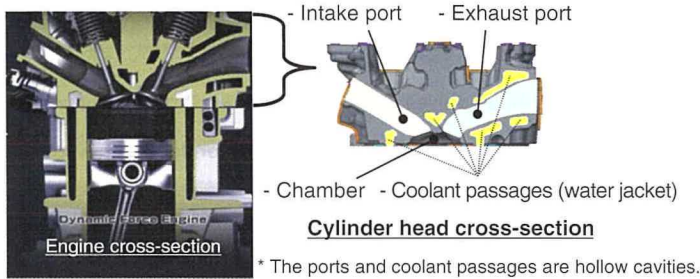 - Intake port
- Exhaust port
- Chamber
- Coolant passages (water jacket)
Dynamic Force Engine
Engine cross-section
Cylinder head cross-section
* The ports and coolant passages are hollow cavities.